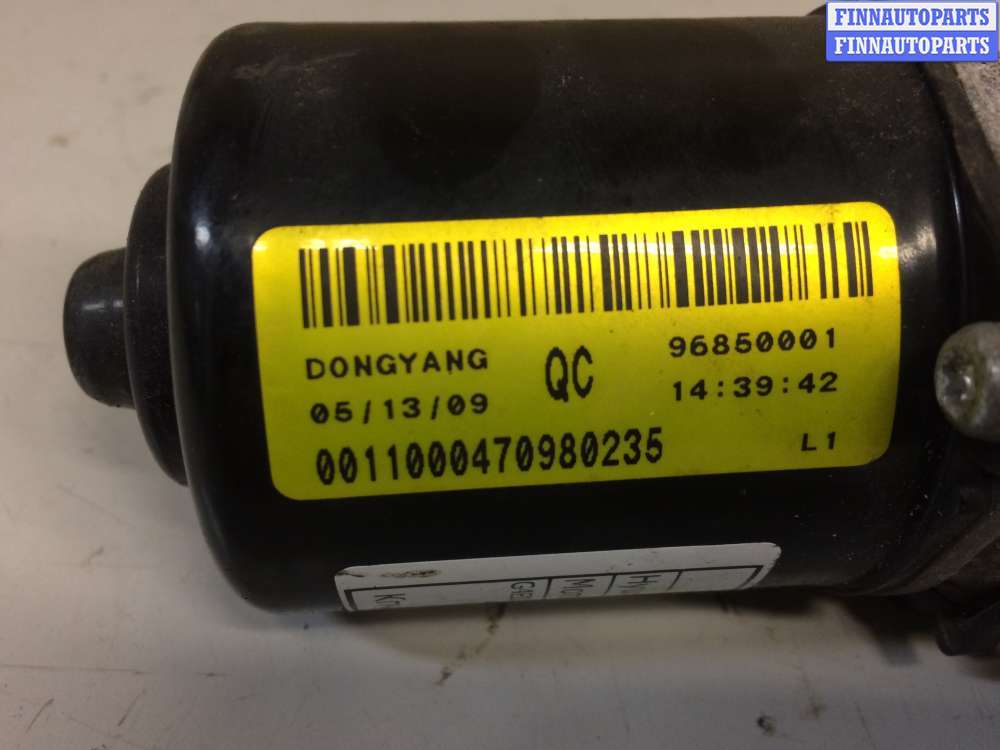 FINNAUTOPARTS
FINNAUTOPARTS
DONGYANG QC 96850001
05/13/09 14:39:42
0011000470980235 L1